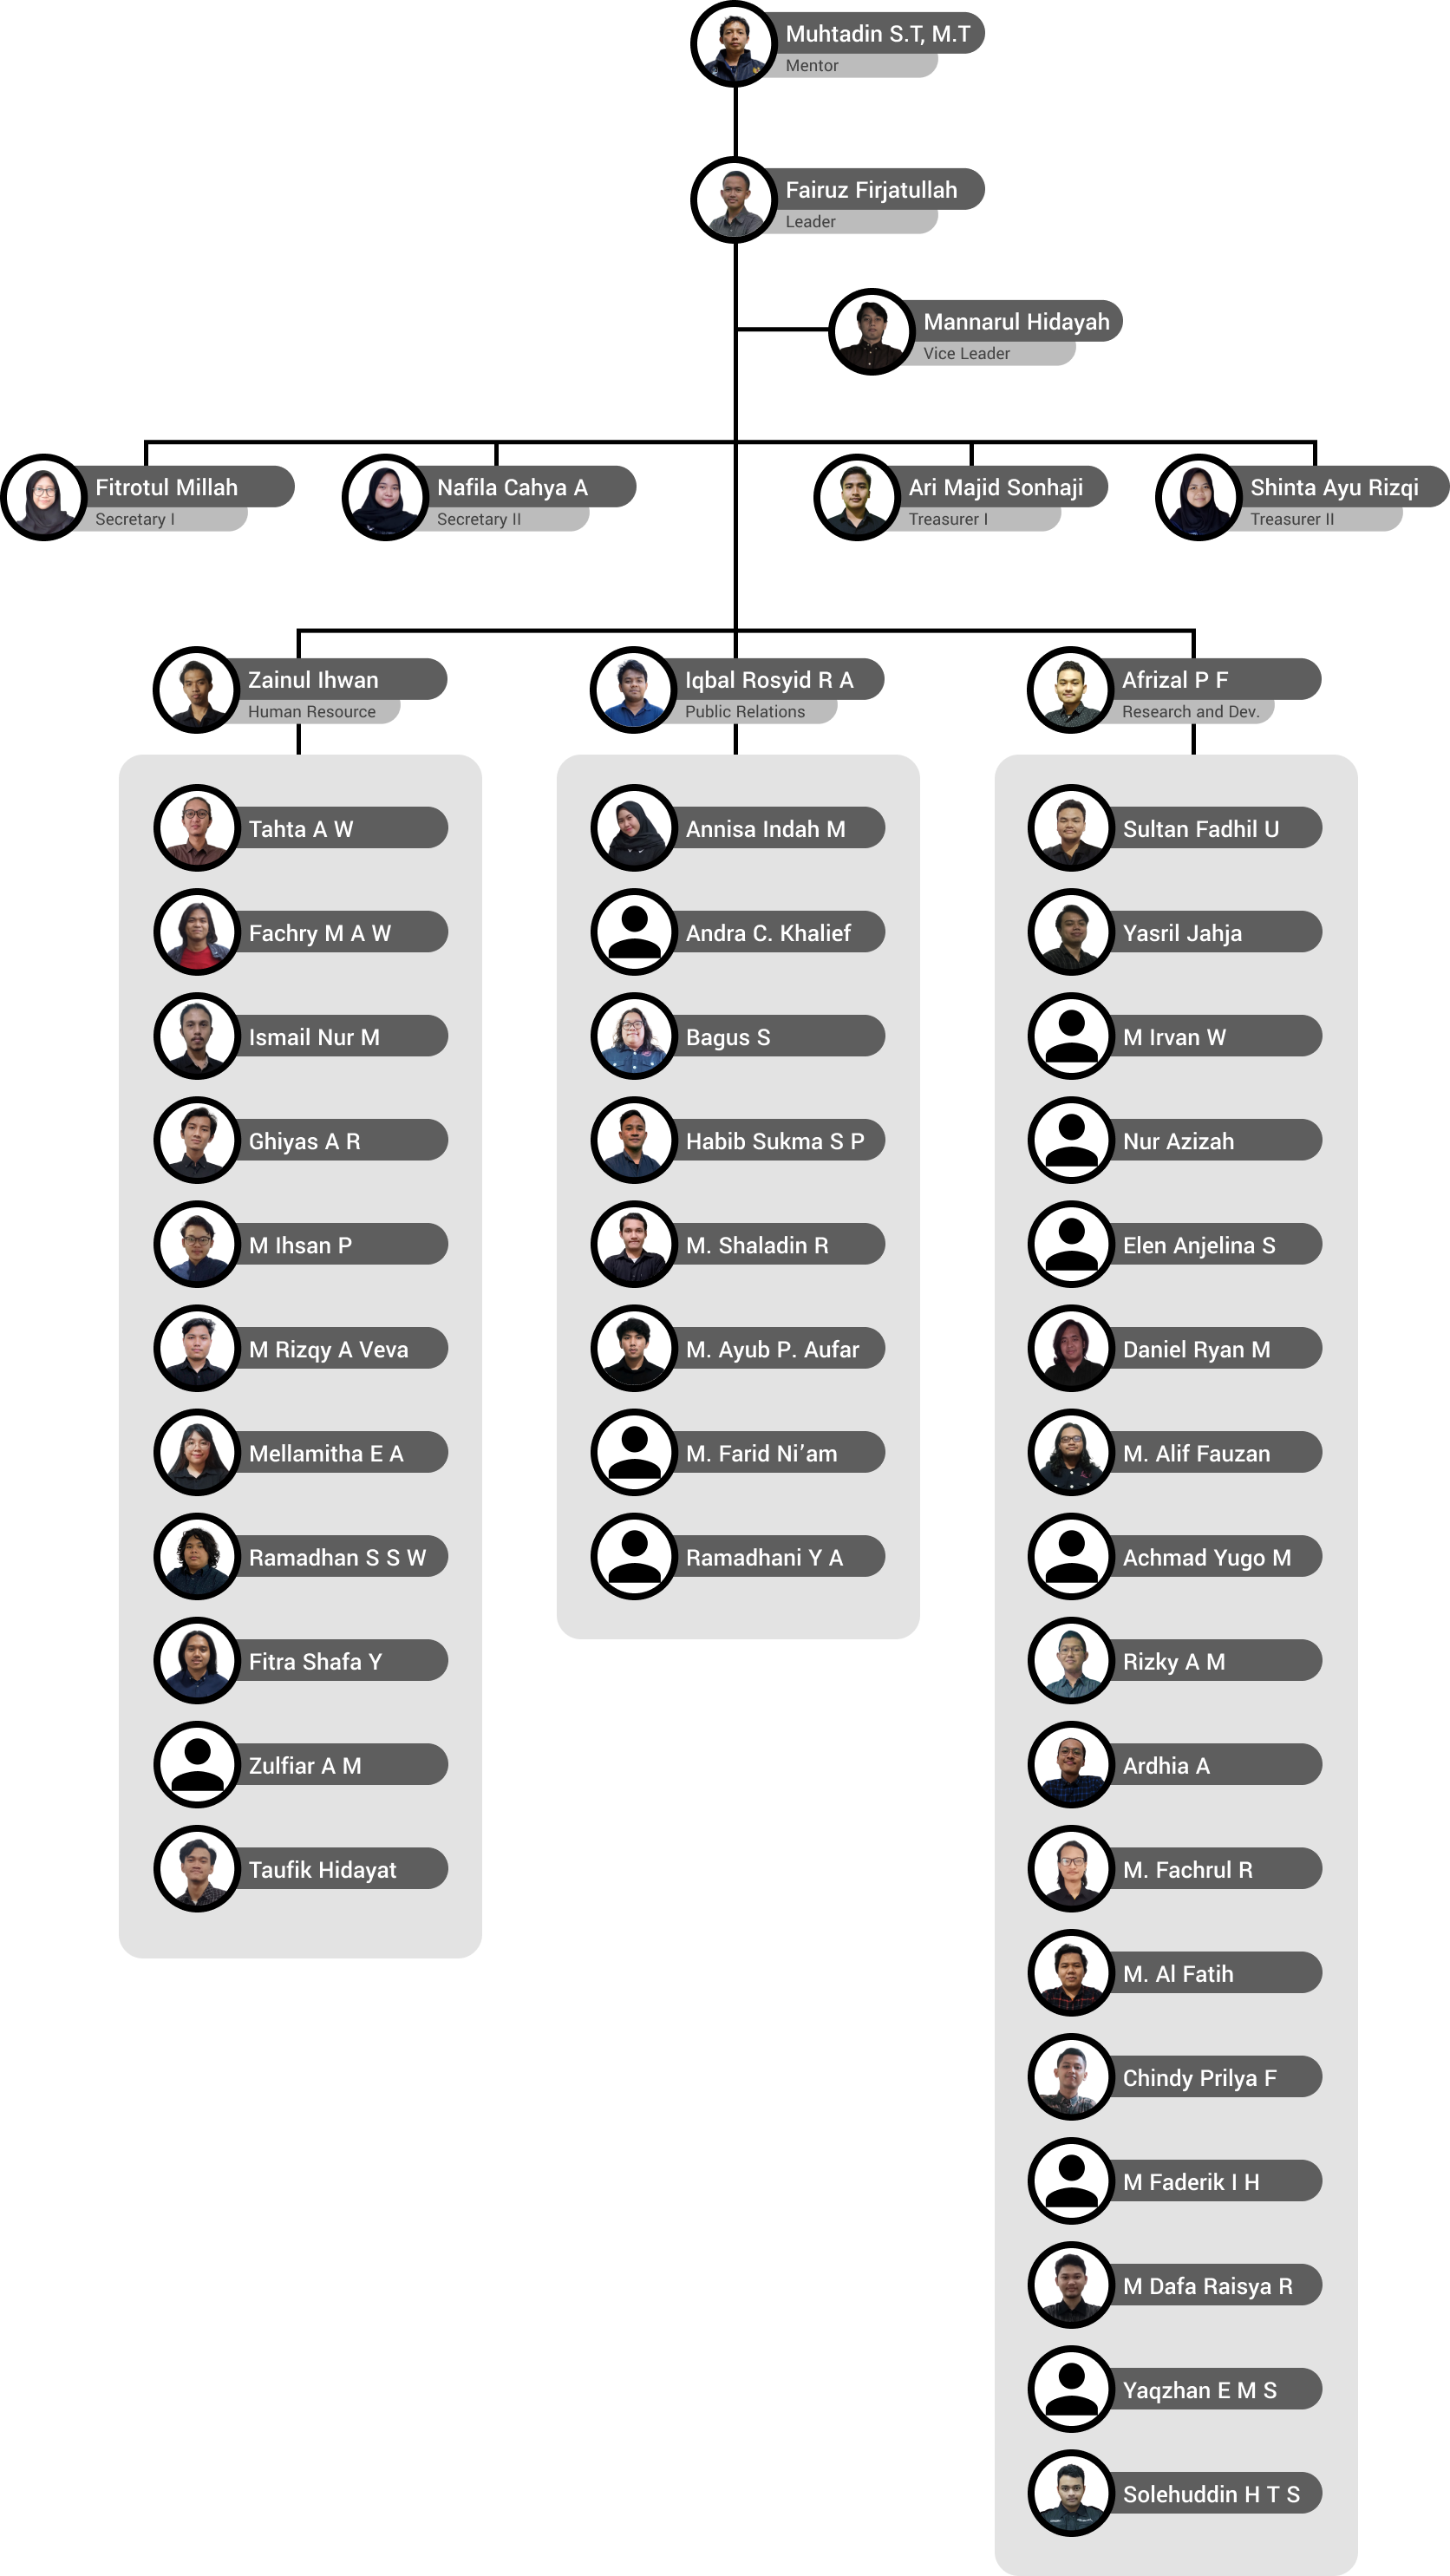 Muhtadin S.T, M.T
Mentor
Fairuz Firjatullah
Leader
Mannarul Hidayah
Vice Leader
Fitrotul Millah
Secretary I
Nafila Cahya A
Secretary II
Ari Majid Sonhaji
Treasurer I
Shinta Ayu Rizqi
Treasurer II
Zainul Ihwan
Human Resource
Tahta A W
Fachry M A W
Ismail Nur M
Ghiyas A R
M Ihsan P
M Rizqy A Veva
Mellamitha E A
Ramadhan S S W
Fitra Shafa Y
Zulfiar A M
Taufik Hidayat
Iqbal Rosyid R A
Public Relations
Annisa Indah M
Andra C. Khalief
Bagus S
Habib Sukma S P
M. Shaladin R
M. Ayub P. Aufar
M. Farid Ni’am
Ramadhani Y A
Afrizal P F
Research and Dev.
Sultan Fadhil U
Yasril Jahja
M Irvan W
Nur Azizah
Elen Anjelina S
Daniel Ryan M
M. Alif Fauzan
Achmad Yugo M
Rizky A M
Ardhia A
M. Fachrul R
M. Al Fatih
Chindy Prilya F
M Faderik I H
M Dafa Raisya R
Yaqzhan E M S
Solehuddin H T S